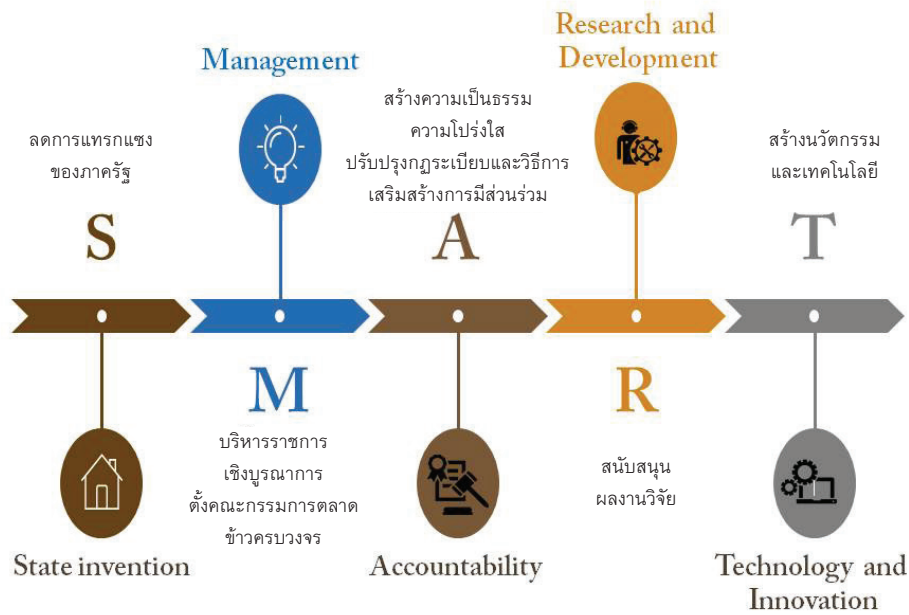 ลดการแทรกแซง
ของภาครัฐ
S
State invention
Management
M
บริหารราชการ
เชิงบูรณาการ
ตั้งคณะกรรมการตลาด
ข้าวครบวงจร
สร้างความเป็นธรรม
ความโปร่งใส
ปรับปรุงกฏระเบียบและวิธีการ
เสริมสร้างการมีส่วนร่วม
A
Accountability
Research and
Development
R
สนับสนุน
ผลงานวิจัย
สร้างนวัตกรรม
และเทคโนโลยี
T
Technology and
Innovation